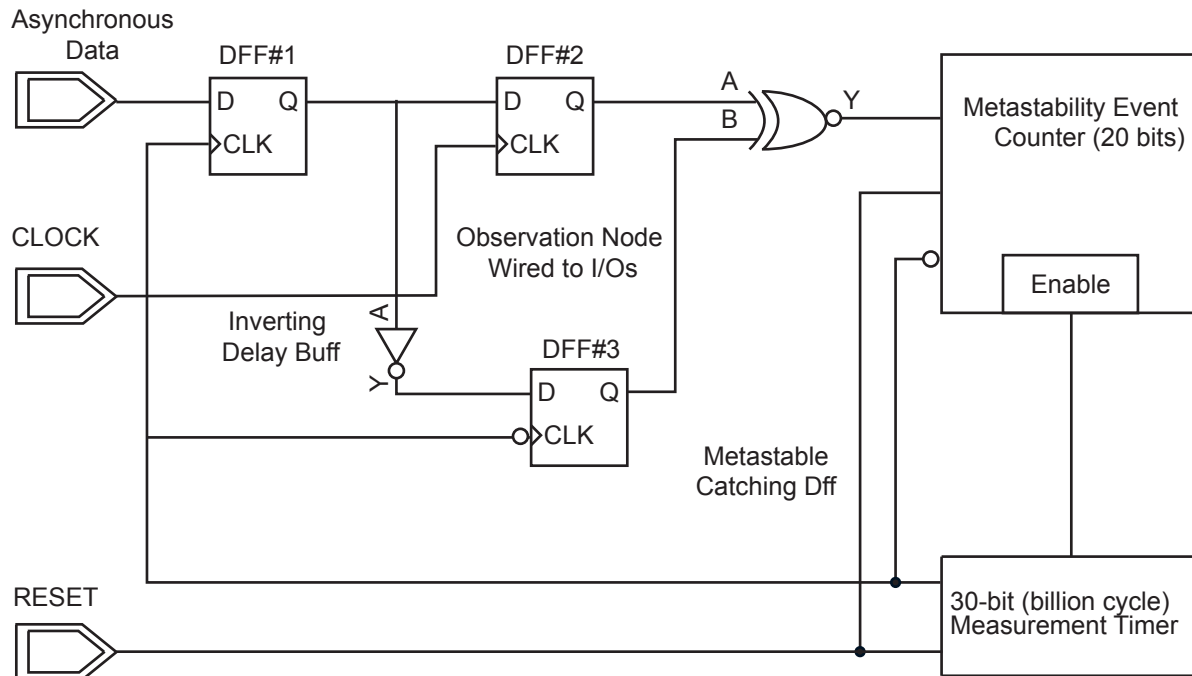 Asynchronous
Data
DFF#1
DFF#2
D
Q
CLK
D
Q
CLK
A
B
Y
Metastability Event
Counter (20 bits)
CLOCK
Observation Node
Wired to I/Os
Enable
A
Inverting
Delay Buff
Y
DFF#3
D
Q
CLK
Metastable
Catching Dff
RESET
30-bit (billion cycle)
Measurement Timer